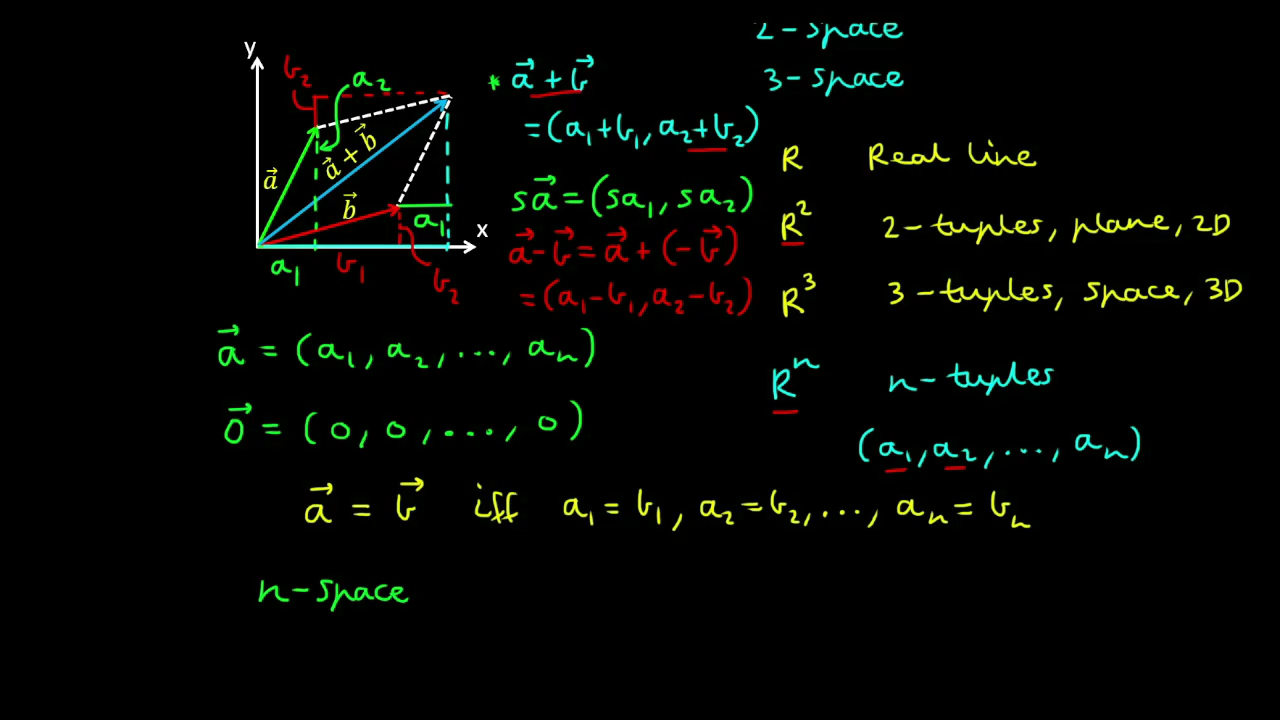 y
b₂
a₂
a⃗
a⃗ + b⃗
b⃗
a₁
x
a₁
b₁
b₂
* a⃗ + b⃗
= (a₁+b₁, a₂+b₂)
sa⃗ = (sa₁, sa₂)
a⃗ - b⃗ = a⃗ + (-b⃗)
= (a₁-b₁, a₂-b₂)
2-space
3-space
R Real line
R² 2-tuples, plane, 2D
R³ 3-tuples, space, 3D
Rⁿ n-tuples
(a₁, a₂, ..., aₙ)
a⃗ = (a₁, a₂, ..., aₙ)
0⃗ = (0, 0, ..., 0)
a⃗ = b⃗ iff a₁ = b₁, a₂ = b₂, ..., aₙ = bₙ
n-space